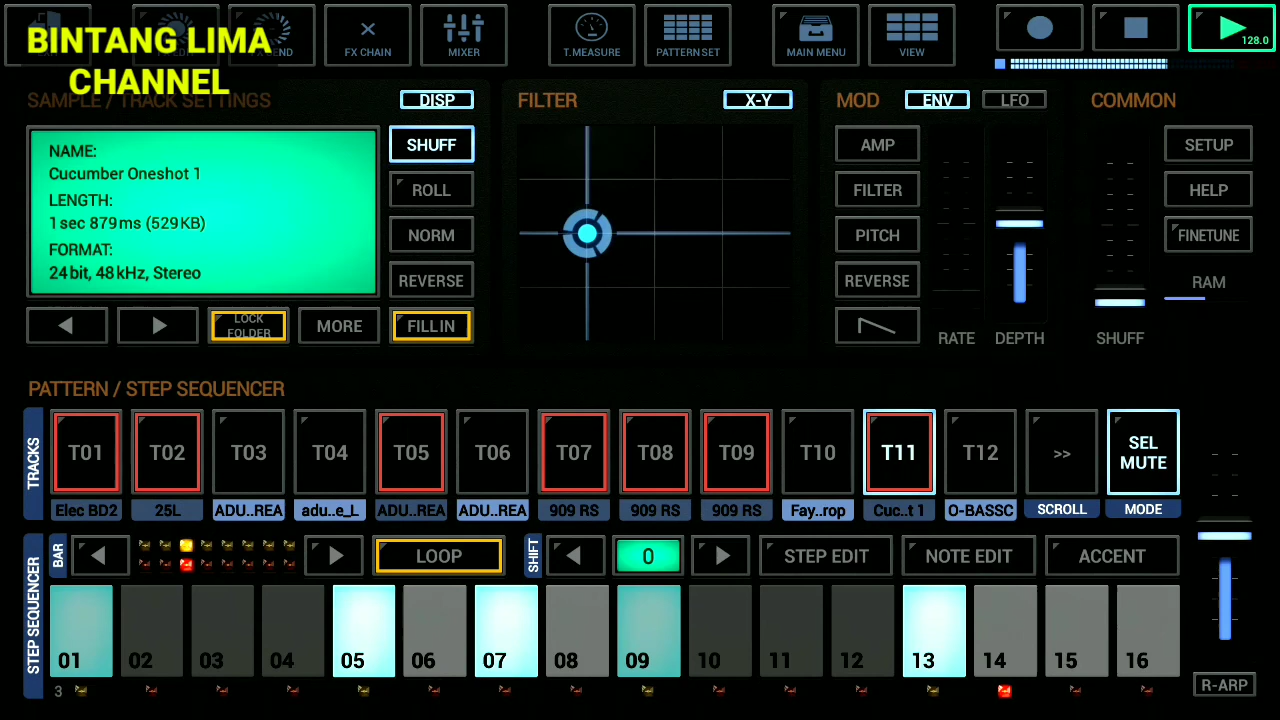 BINTANG LIMA
CHANNEL
FX CHAIN
MIXER
T.MEASURE
PATTERN SET
MAIN MENU
VIEW
128.0
SAMPLE / TRACK SETTINGS
DISP
FILTER
X-Y
MOD
ENV
LFO
COMMON
NAME:
Cucumber Oneshot 1
LENGTH:
1 sec 879 ms (529 KB)
FORMAT:
24 bit, 48 kHz, Stereo
SHUFF
ROLL
NORM
REVERSE
LOCK
FOLDER
MORE
FILL IN
AMP
FILTER
PITCH
REVERSE
RATE
DEPTH
SHUFF
SETUP
HELP
FINETUNE
RAM
PATTERN / STEP SEQUENCER
TRACKS
T01 T02 T03 T04 T05 T06 T07 T08 T09 T10 T11 T12 >> SEL MUTE
Elec BD2 25L ADU..REA adu..e_L ADU..REA ADU..REA 909 RS 909 RS 909 RS Fay..rop Cuc..t 1 O-BASSC SCROLL MODE
STEP SEQUENCER
BAR
LOOP
SHIFT
0
STEP EDIT
NOTE EDIT
ACCENT
01 02 03 04 05 06 07 08 09 10 11 12 13 14 15 16
3
R-ARP